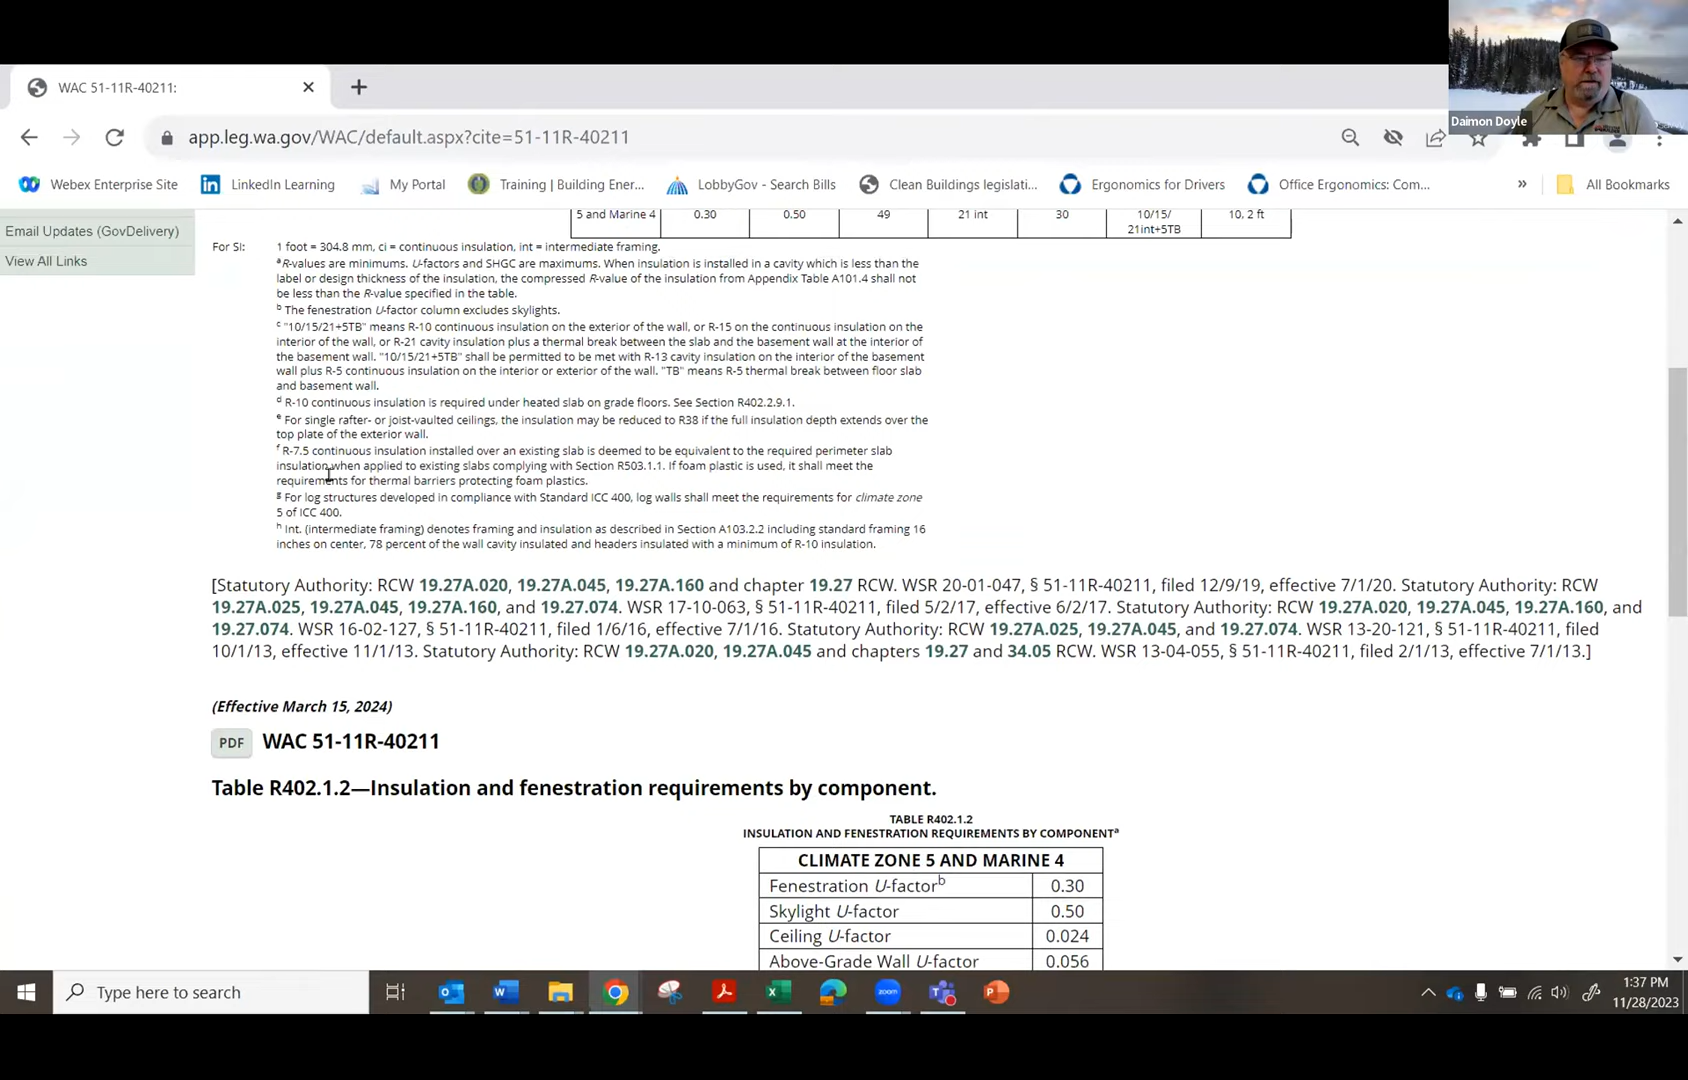 Daimon Doyle
WAC 51-11R-40211:
app.leg.wa.gov/WAC/default.aspx?cite=51-11R-40211
Webex Enterprise Site
LinkedIn Learning
My Portal
Training | Building Ener...
LobbyGov - Search Bills
Clean Buildings legislati...
Ergonomics for Drivers
Office Ergonomics: Com...
»
All Bookmarks
Email Updates (GovDelivery)
View All Links
5 and Marine 4 0.30 0.50 49 21 int 30 10/15/ 10, 2 ft
21int+5TB
For SI: 1 foot = 304.8 mm, ci = continuous insulation, int = intermediate framing.
a R-values are minimums. U-factors and SHGC are maximums. When insulation is installed in a cavity which is less than the
label or design thickness of the insulation, the compressed R-value of the insulation from Appendix Table A101.4 shall not
be less than the R-value specified in the table.
b The fenestration U-factor column excludes skylights.
c "10/15/21+5TB" means R-10 continuous insulation on the exterior of the wall, or R-15 on the continuous insulation on the
interior of the wall, or R-21 cavity insulation plus a thermal break between the slab and the basement wall at the interior of
the basement wall. "10/15/21+5TB" shall be permitted to be met with R-13 cavity insulation on the interior of the basement
wall plus R-5 continuous insulation on the interior or exterior of the wall. "TB" means R-5 thermal break between floor slab
and basement wall.
d R-10 continuous insulation is required under heated slab on grade floors. See Section R402.2.9.1.
e For single rafter- or joist-vaulted ceilings, the insulation may be reduced to R38 if the full insulation depth extends over the
top plate of the exterior wall.
f R-7.5 continuous insulation installed over an existing slab is deemed to be equivalent to the required perimeter slab
insulation when applied to existing slabs complying with Section R503.1.1. If foam plastic is used, it shall meet the
requirements for thermal barriers protecting foam plastics.
g For log structures developed in compliance with Standard ICC 400, log walls shall meet the requirements for climate zone
5 of ICC 400.
h Int. (intermediate framing) denotes framing and insulation as described in Section A103.2.2 including standard framing 16
inches on center, 78 percent of the wall cavity insulated and headers insulated with a minimum of R-10 insulation.
[Statutory Authority: RCW 19.27A.020, 19.27A.045, 19.27A.160 and chapter 19.27 RCW. WSR 20-01-047, § 51-11R-40211, filed 12/9/19, effective 7/1/20. Statutory Authority: RCW
19.27A.025, 19.27A.045, 19.27A.160, and 19.27.074. WSR 17-10-063, § 51-11R-40211, filed 5/2/17, effective 6/2/17. Statutory Authority: RCW 19.27A.020, 19.27A.045, 19.27A.160, and
19.27.074. WSR 16-02-127, § 51-11R-40211, filed 1/6/16, effective 7/1/16. Statutory Authority: RCW 19.27A.025, 19.27A.045, and 19.27.074. WSR 13-20-121, § 51-11R-40211, filed
10/1/13, effective 11/1/13. Statutory Authority: RCW 19.27A.020, 19.27A.045 and chapters 19.27 and 34.05 RCW. WSR 13-04-055, § 51-11R-40211, filed 2/1/13, effective 7/1/13.]
(Effective March 15, 2024)
PDF WAC 51-11R-40211
Table R402.1.2—Insulation and fenestration requirements by component.
TABLE R402.1.2
INSULATION AND FENESTRATION REQUIREMENTS BY COMPONENTa
CLIMATE ZONE 5 AND MARINE 4
Fenestration U-factorb 0.30
Skylight U-factor 0.50
Ceiling U-factor 0.024
Above-Grade Wall U-factor 0.056
Type here to search
zoom
1:37 PM
11/28/2023